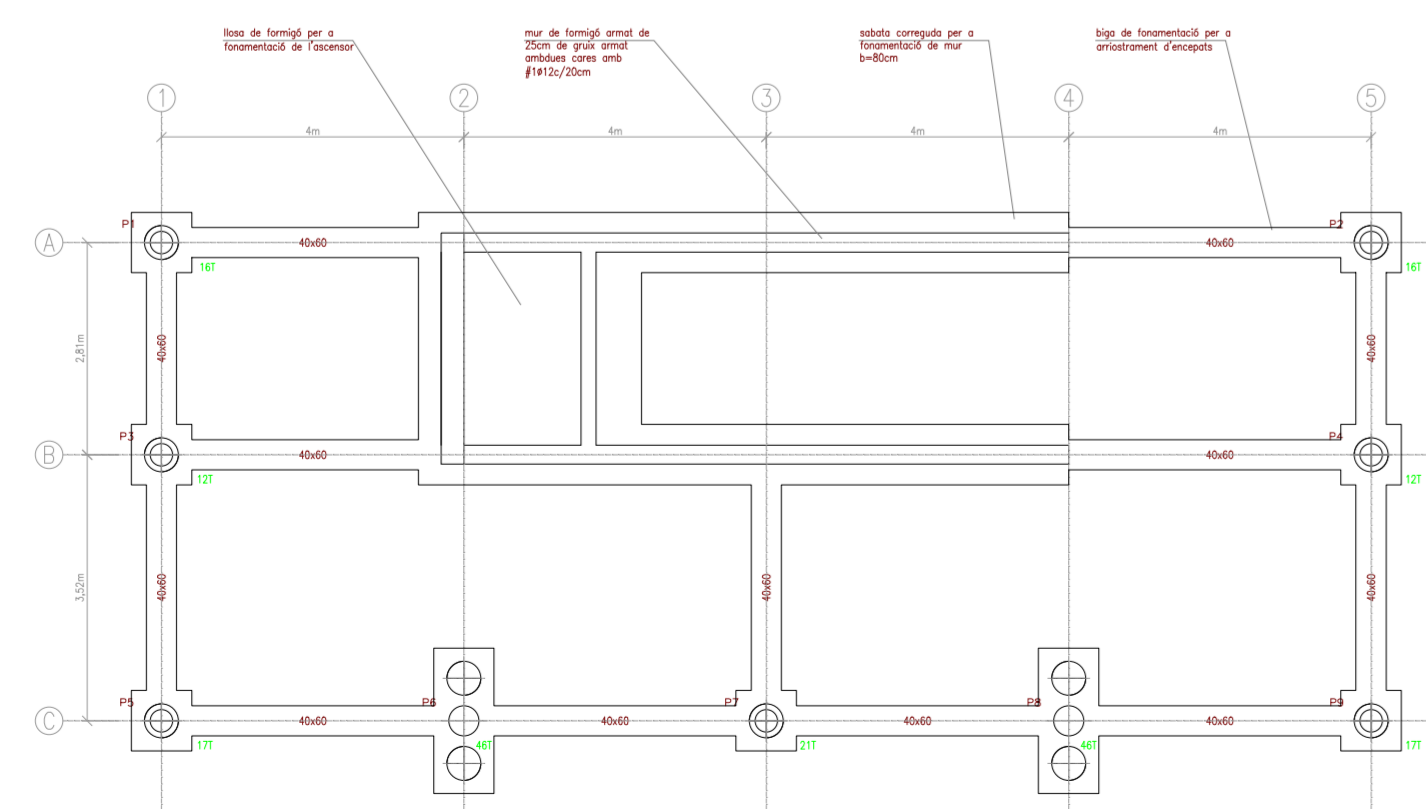 llosa de formigó per a
fonamentació de l'ascensor
mur de formigó armat de
25cm de gruix armat
ambdues cares amb
#1ø12c/20cm
sabata correguda per a
fonamentació de mur
b=80cm
biga de fonamentació per a
arriostrament d'encepats
1
2
3
4
5
4m
4m
4m
4m
P1
P2
A
40x60
40x60
16T
16T
2,81m
40x60
40x60
P3
P4
B
40x60
40x60
12T
12T
3,52m
40x60
40x60
40x60
P5
P6
P7
P8
P9
C
40x60
40x60
40x60
40x60
17T
46T
21T
46T
17T